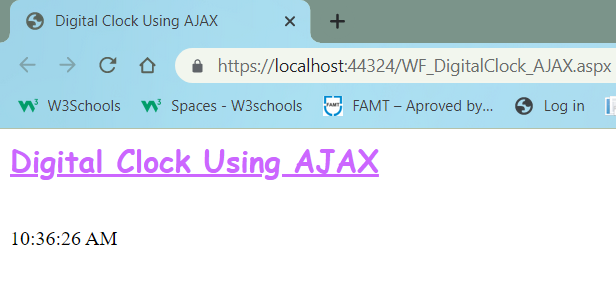 Digital Clock Using AJAX
https://localhost:44324/WF_DigitalClock_AJAX.aspx
W3Schools Spaces - W3schools FAMT – Aproved by... Log in
Digital Clock Using AJAX
10:36:26 AM